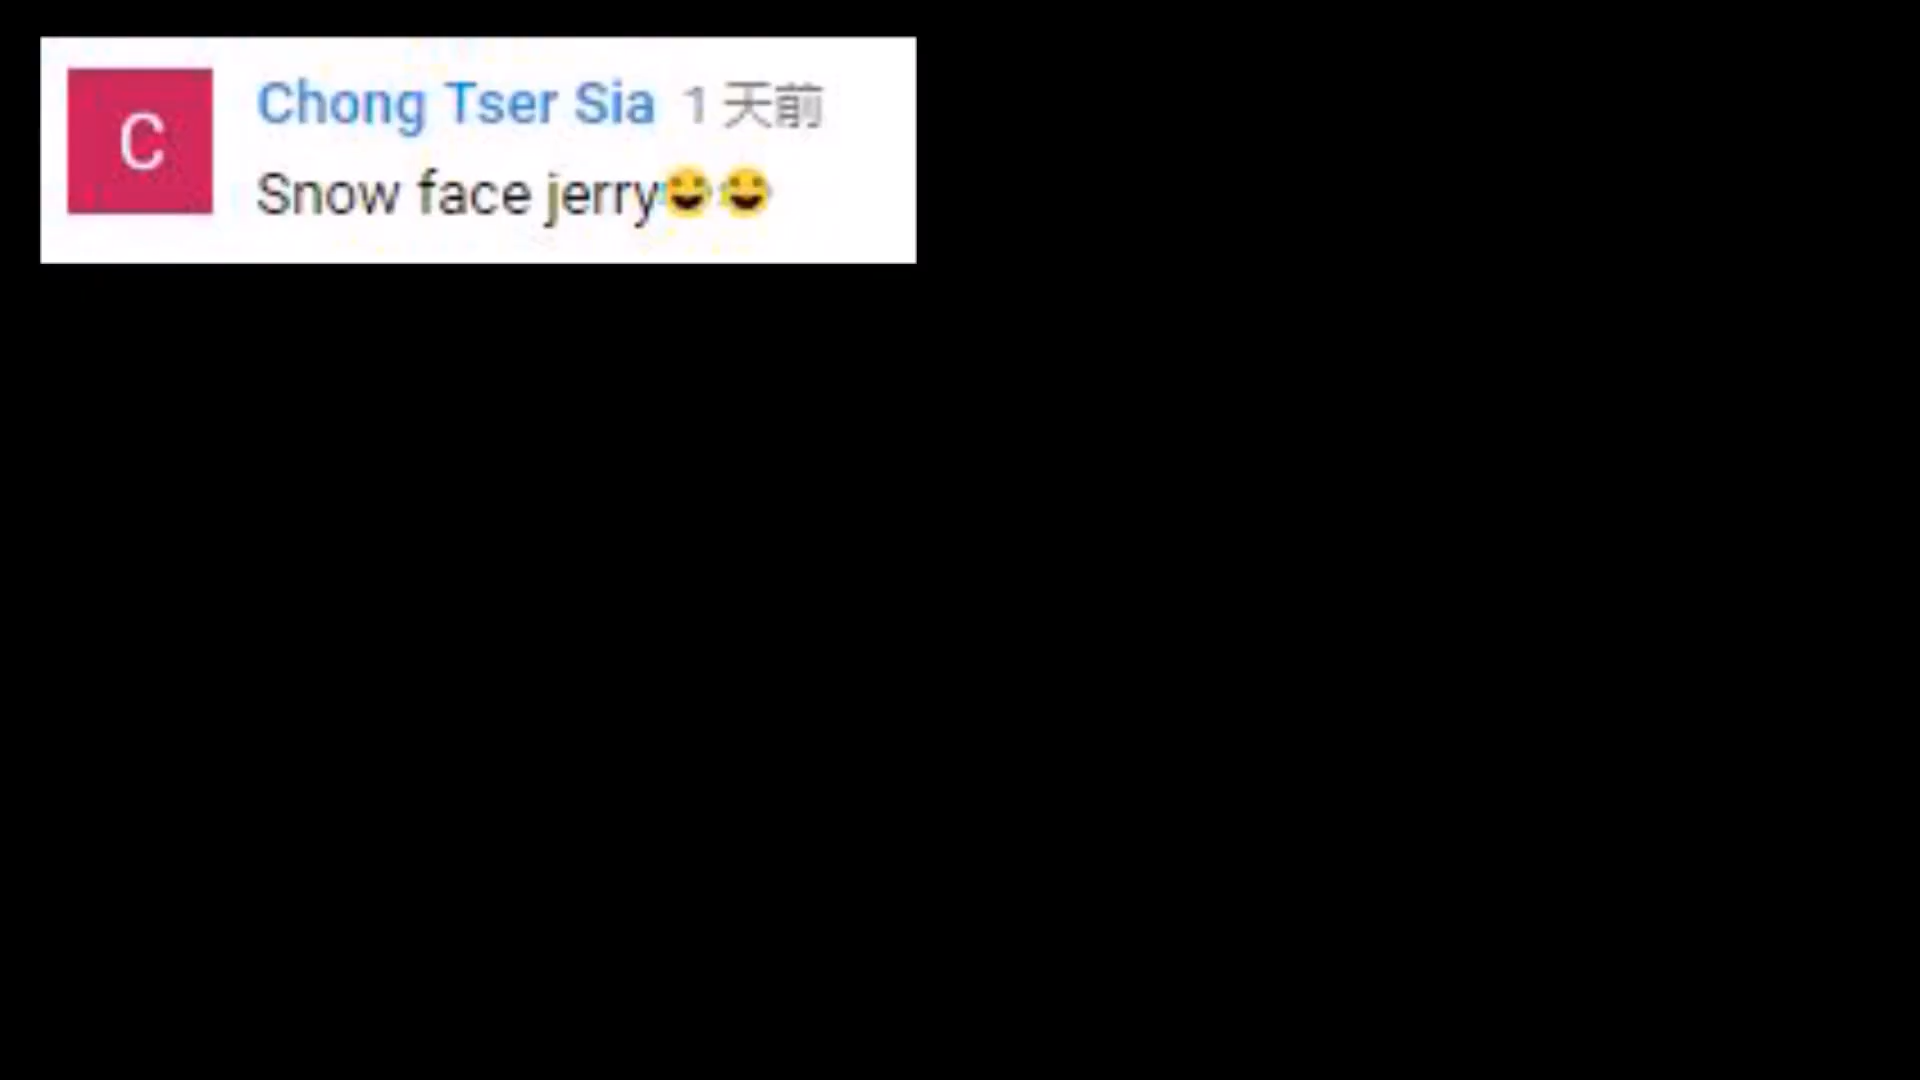 C
Chong Tser Sia 1 天前
Snow face jerry😄😄